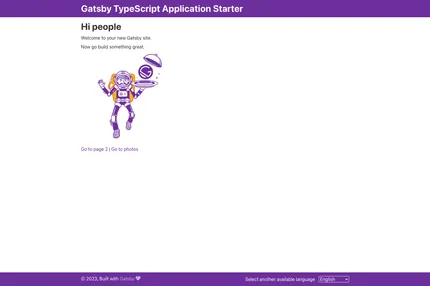 Gatsby TypeScript Application Starter
Hi people
Welcome to your new Gatsby site.
Now go build something great.
Go to page 2 | Go to photos
© 2023, Built with Gatsby 💜
Select another available language English